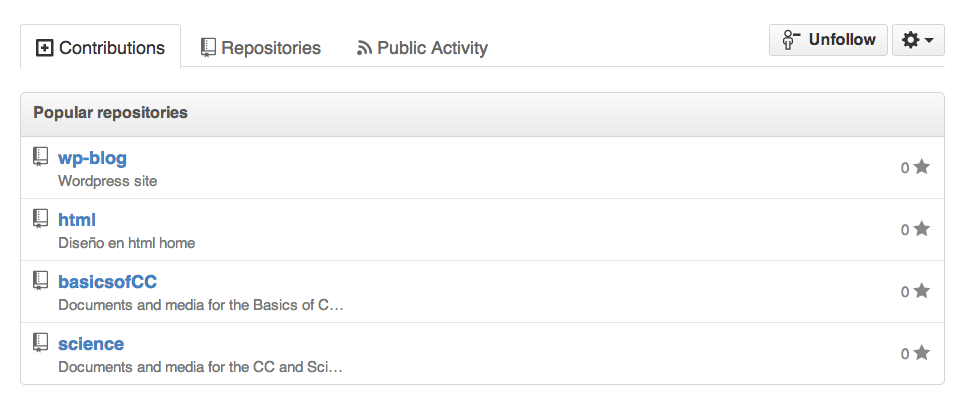 Contributions Repositories Public Activity Unfollow
Popular repositories
wp-blog
Wordpress site
0
html
Diseño en html home
0
basicsofCC
Documents and media for the Basics of C…
0
science
Documents and media for the CC and Sci…
0